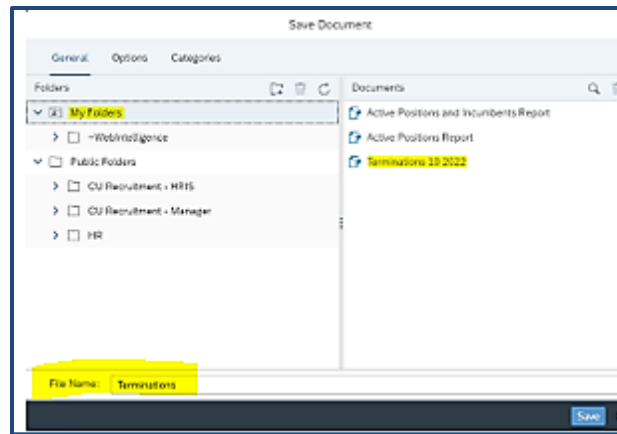 Save Document
General Options Categories
Folders
Documents
My Folders
~WebIntelligence
Public Folders
CU Recruitment - HRIS
CU Recruitment - Manager
HR
Active Positions and Incumbents Report
Active Positions Report
Terminations 10 2022
File Name: Terminations
Save